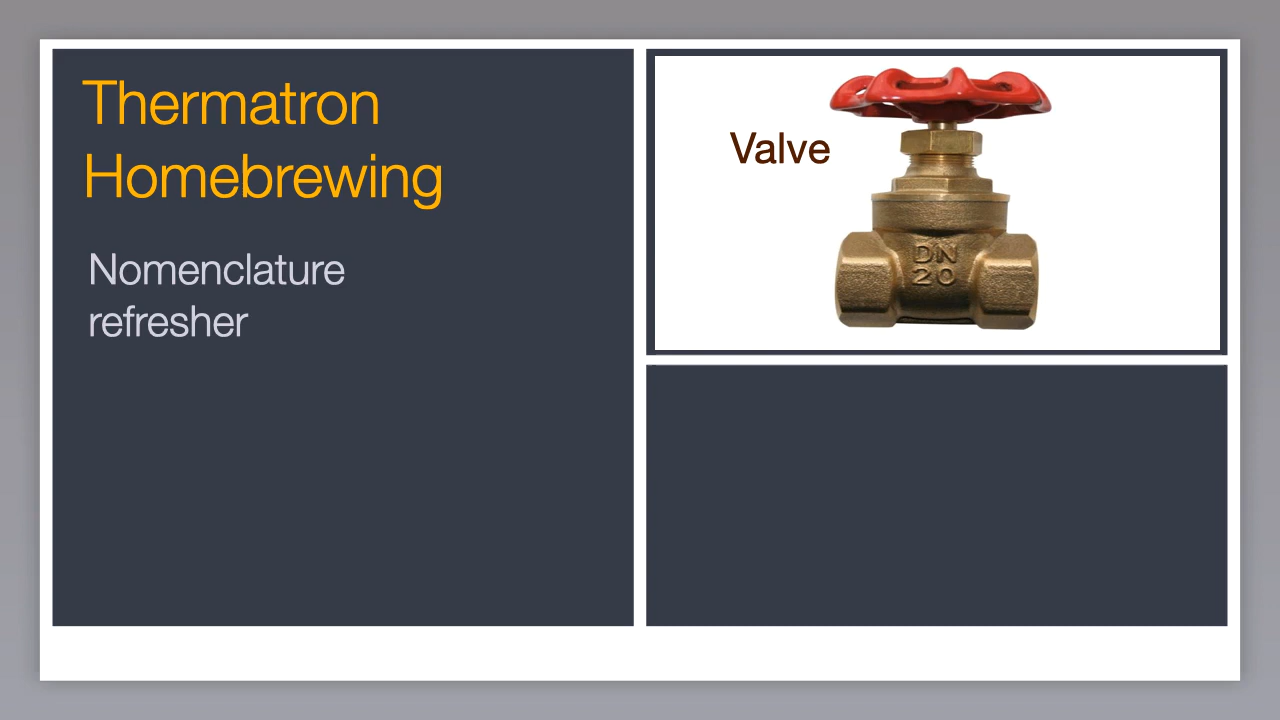 Thermatron
Homebrewing
Nomenclature
refresher
Valve
DN
20